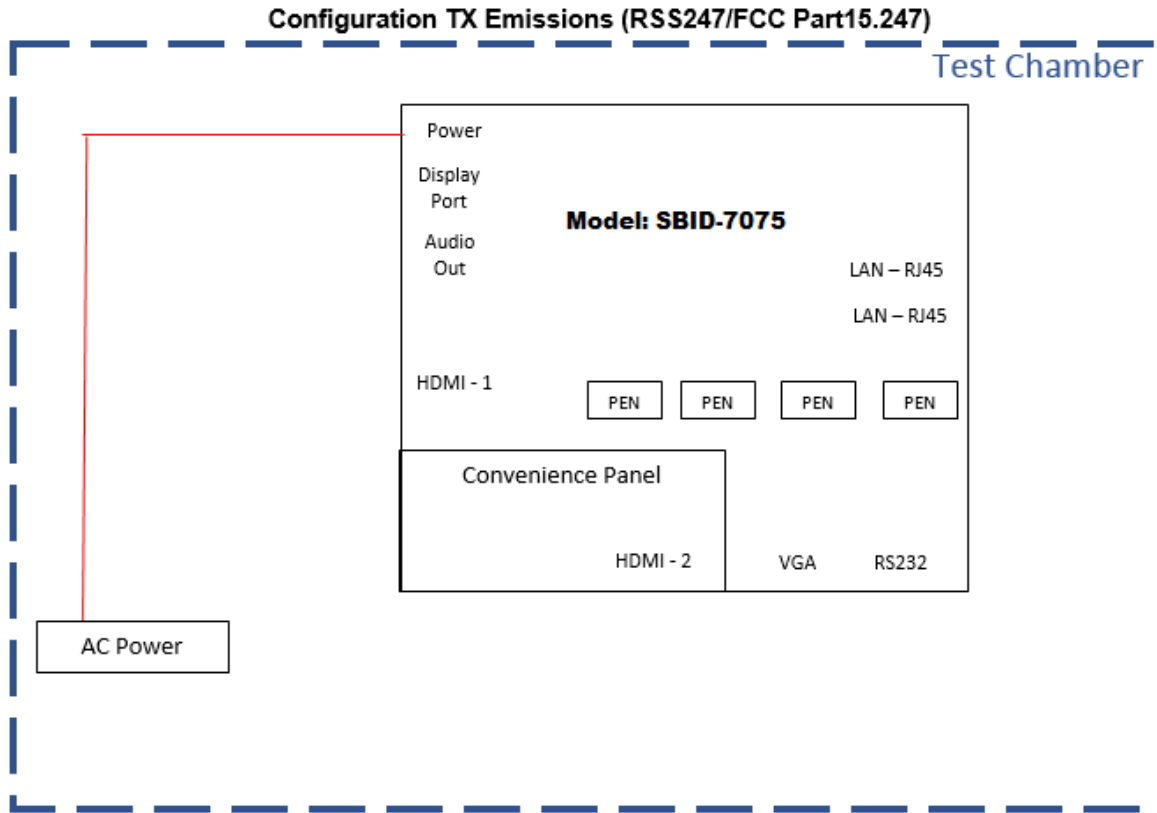 Configuration TX Emissions (RSS247/FCC Part15.247)
Test Chamber
Power
Display
Port
Model: SBID-7075
Audio
Out
LAN – RJ45
LAN – RJ45
HDMI - 1
PEN
PEN
PEN
PEN
Convenience Panel
HDMI - 2
VGA
RS232
AC Power